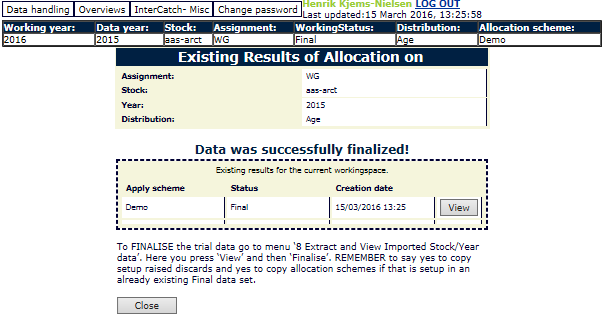 Data handling Overviews InterCatch- Misc Change password Henrik Kjems-Nielsen LOG OUT
Last updated:15 March 2016, 13:25:58
Working year: Data year: Stock: Assignment: WorkingStatus: Distribution: Allocation scheme:
2016 2015 aas-arct WG Final Age Demo
Existing Results of Allocation on
Assignment: WG
Stock: aas-arct
Year: 2015
Distribution: Age
Data was successfully finalized!
Existing results for the current workingspace.
Apply scheme Status Creation date
Demo Final 15/03/2016 13:25 View
To FINALISE the trial data go to menu '8 Extract and View Imported Stock/Year
data'. Here you press 'View' and then 'Finalise'. REMEMBER to say yes to copy
setup raised discards and yes to copy allocation schemes if that is setup in an
already existing Final data set.
Close